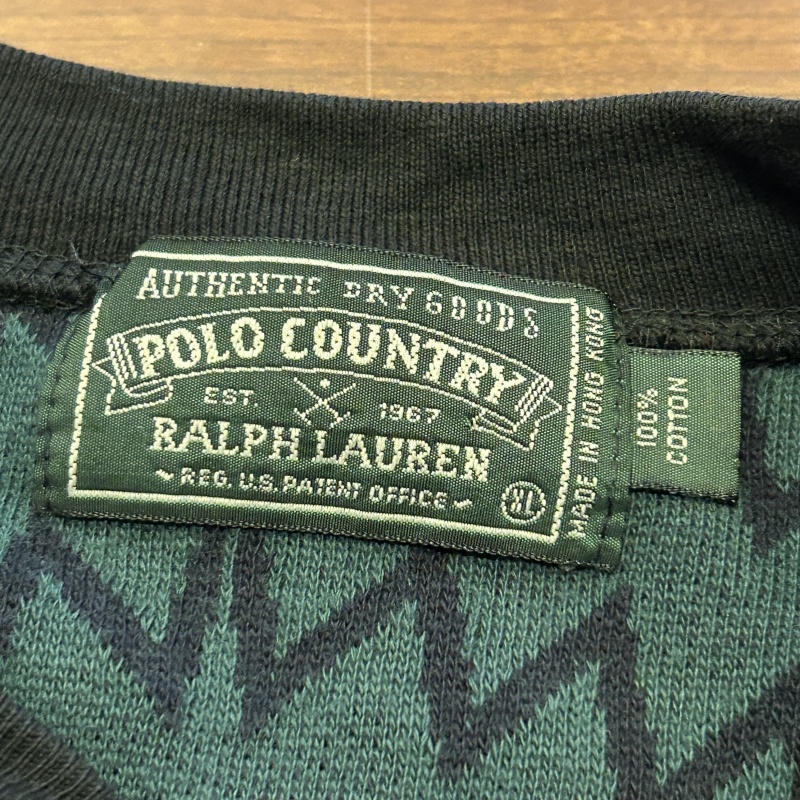 AUTHENTIC DRY GOODS
POLO COUNTRY
EST. 1967
RALPH LAUREN
REG. U.S. PATENT OFFICE
XL
MADE IN HONG KONG
100%
COTTON